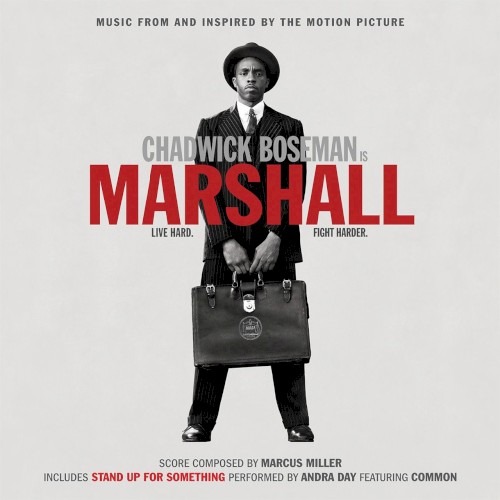 MUSIC FROM AND INSPIRED BY THE MOTION PICTURE
CHADWICK BOSEMAN IS
MARSHALL
LIVE HARD. FIGHT HARDER.
SCORE COMPOSED BY MARCUS MILLER
INCLUDES STAND UP FOR SOMETHING PERFORMED BY ANDRA DAY FEATURING COMMON